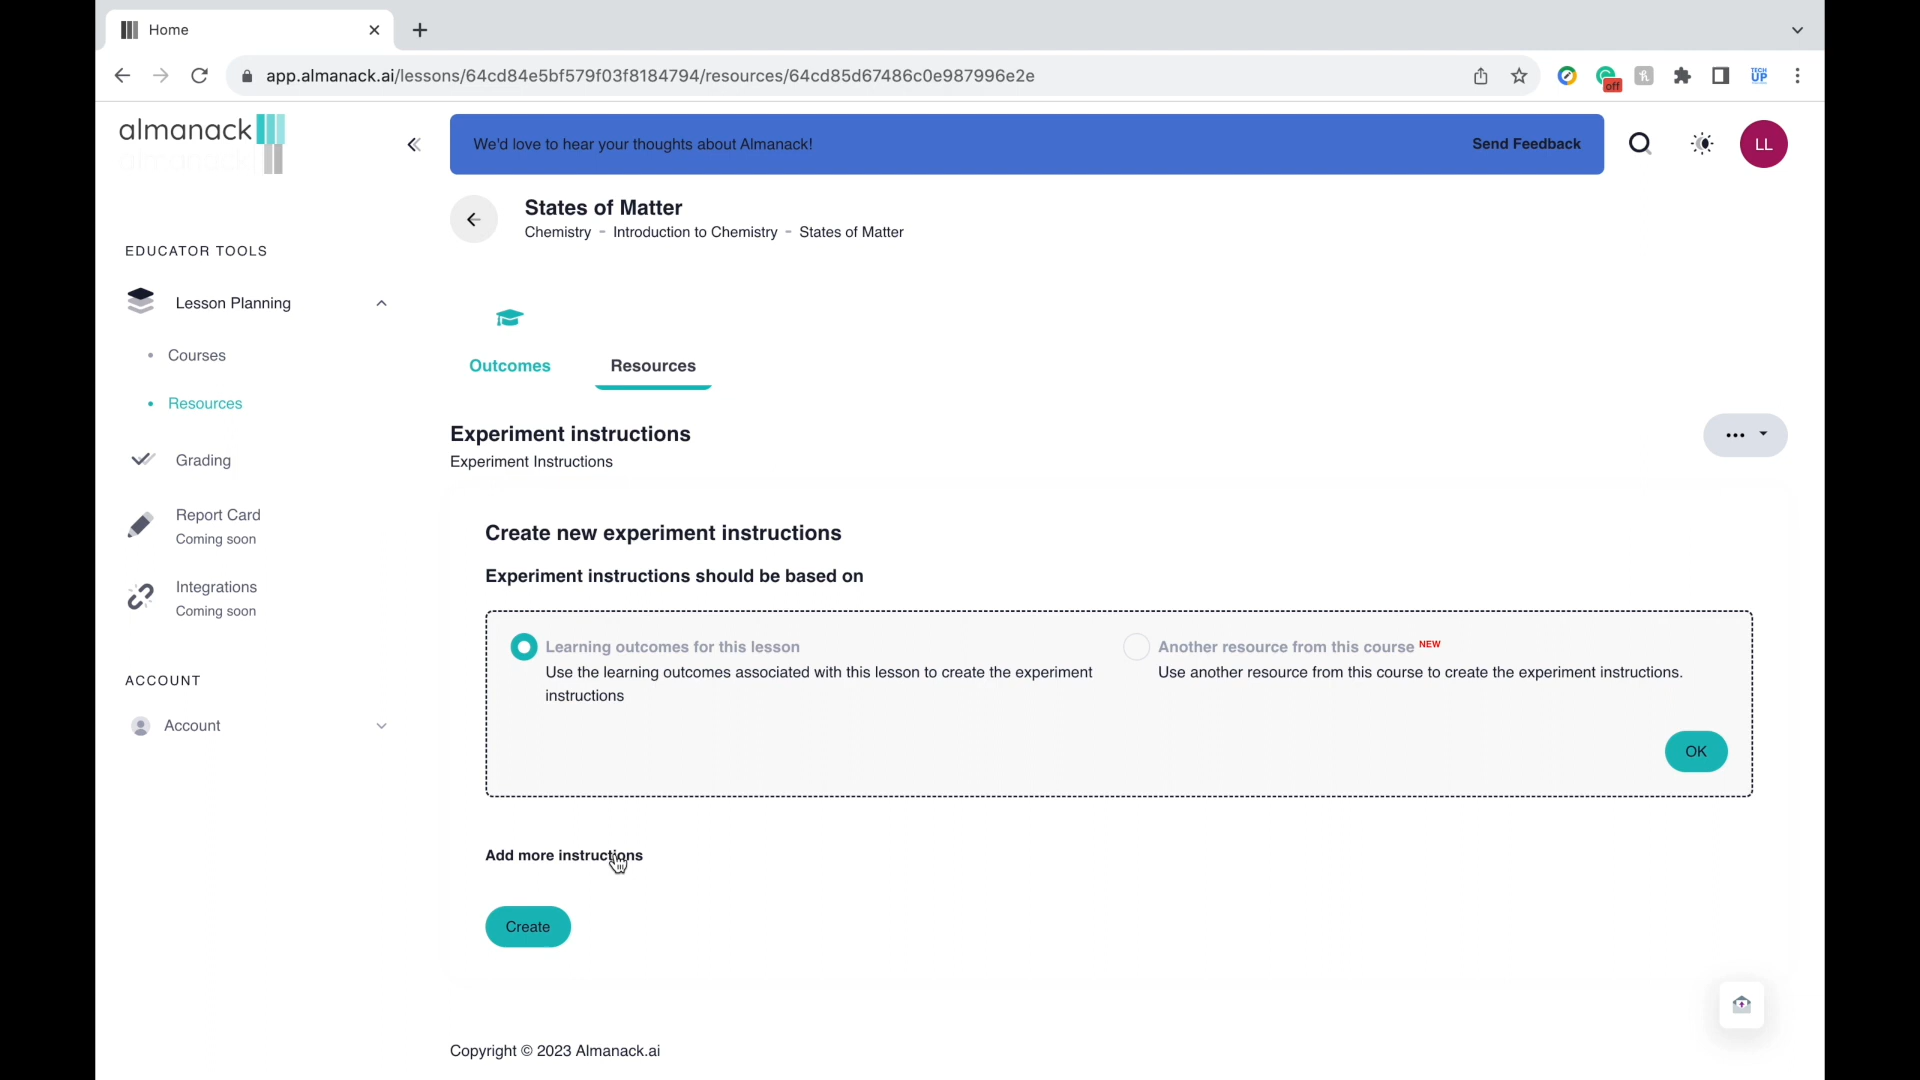 Home
app.almanack.ai/lessons/64cd84e5bf579f03f8184794/resources/64cd85d67486c0e987996e2e
off
TECH
UP
almanack
We'd love to hear your thoughts about Almanack!
Send Feedback
LL
States of Matter
Chemistry - Introduction to Chemistry - States of Matter
EDUCATOR TOOLS
Lesson Planning
Courses
Resources
Grading
Report Card
Coming soon
Integrations
Coming soon
ACCOUNT
Account
Outcomes
Resources
Experiment instructions
Experiment Instructions
Create new experiment instructions
Experiment instructions should be based on
Learning outcomes for this lesson
Use the learning outcomes associated with this lesson to create the experiment
instructions
Another resource from this course NEW
Use another resource from this course to create the experiment instructions.
OK
Add more instructions
Create
Copyright © 2023 Almanack.ai